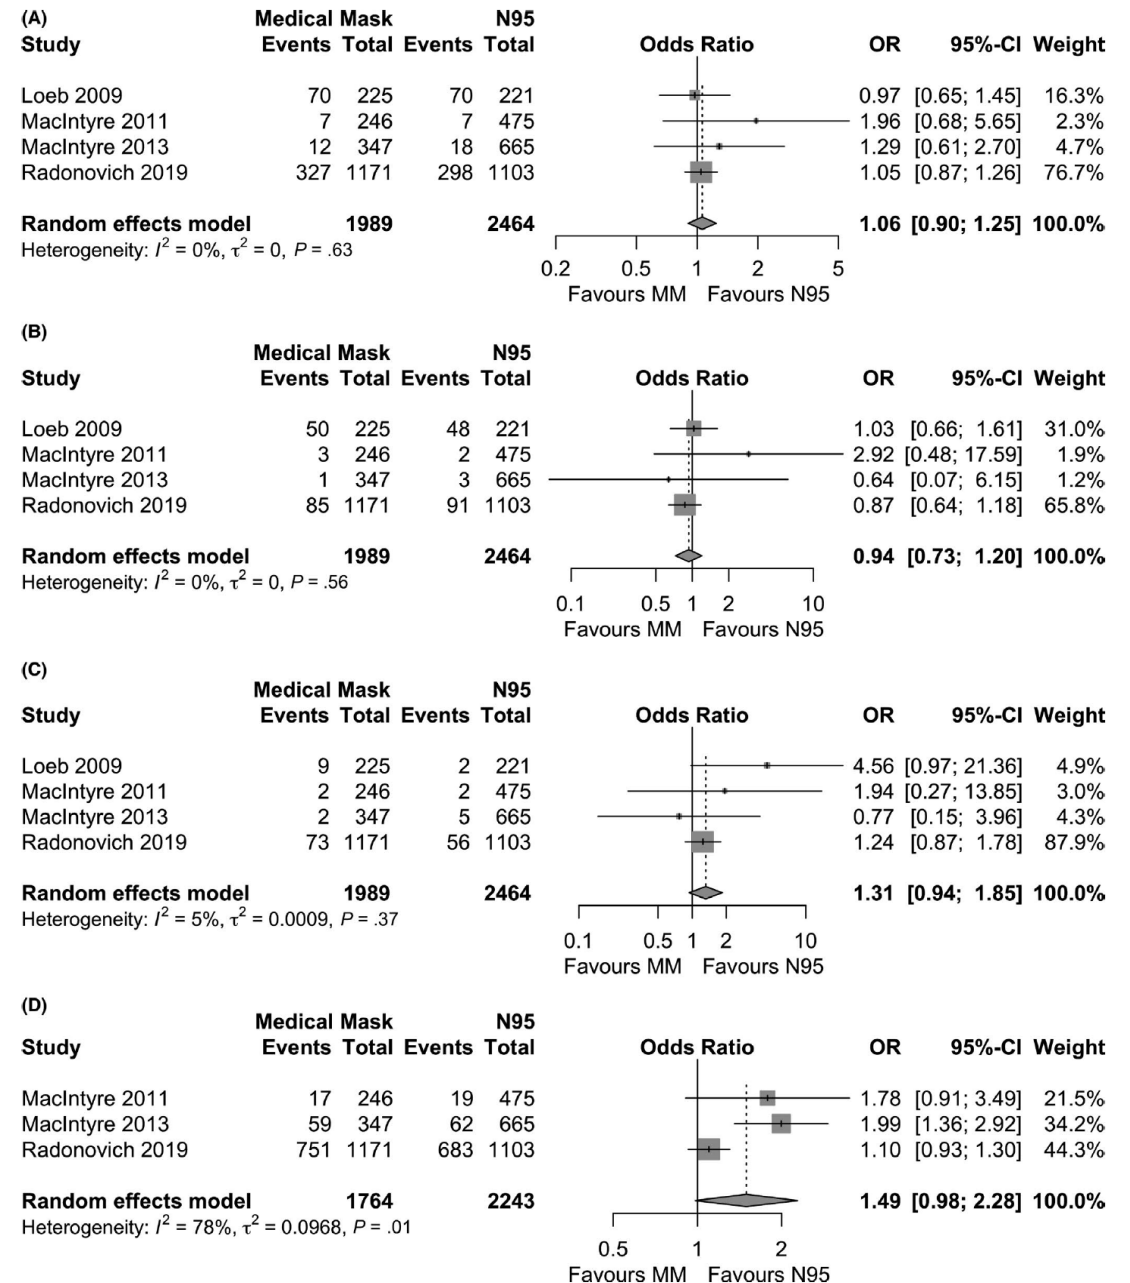 (A)
Medical Mask N95
Study Events Total Events Total Odds Ratio OR 95%-CI Weight
Loeb 2009 70 225 70 221 0.97 [0.65; 1.45] 16.3%
MacIntyre 2011 7 246 7 475 1.96 [0.68; 5.65] 2.3%
MacIntyre 2013 12 347 18 665 1.29 [0.61; 2.70] 4.7%
Radonovich 2019 327 1171 298 1103 1.05 [0.87; 1.26] 76.7%
Random effects model 1989 2464 1.06 [0.90; 1.25] 100.0%
Heterogeneity: I² = 0%, τ² = 0, P = .63
0.2 0.5 1 2 5
Favours MM Favours N95
(B)
Medical Mask N95
Study Events Total Events Total Odds Ratio OR 95%-CI Weight
Loeb 2009 50 225 48 221 1.03 [0.66; 1.61] 31.0%
MacIntyre 2011 3 246 2 475 2.92 [0.48; 17.59] 1.9%
MacIntyre 2013 1 347 3 665 0.64 [0.07; 6.15] 1.2%
Radonovich 2019 85 1171 91 1103 0.87 [0.64; 1.18] 65.8%
Random effects model 1989 2464 0.94 [0.73; 1.20] 100.0%
Heterogeneity: I² = 0%, τ² = 0, P = .56
0.1 0.5 1 2 10
Favours MM Favours N95
(C)
Medical Mask N95
Study Events Total Events Total Odds Ratio OR 95%-CI Weight
Loeb 2009 9 225 2 221 4.56 [0.97; 21.36] 4.9%
MacIntyre 2011 2 246 2 475 1.94 [0.27; 13.85] 3.0%
MacIntyre 2013 2 347 5 665 0.77 [0.15; 3.96] 4.3%
Radonovich 2019 73 1171 56 1103 1.24 [0.87; 1.78] 87.9%
Random effects model 1989 2464 1.31 [0.94; 1.85] 100.0%
Heterogeneity: I² = 5%, τ² = 0.0009, P = .37
0.1 0.5 1 2 10
Favours MM Favours N95
(D)
Medical Mask N95
Study Events Total Events Total Odds Ratio OR 95%-CI Weight
MacIntyre 2011 17 246 19 475 1.78 [0.91; 3.49] 21.5%
MacIntyre 2013 59 347 62 665 1.99 [1.36; 2.92] 34.2%
Radonovich 2019 751 1171 683 1103 1.10 [0.93; 1.30] 44.3%
Random effects model 1764 2243 1.49 [0.98; 2.28] 100.0%
Heterogeneity: I² = 78%, τ² = 0.0968, P = .01
0.5 1 2
Favours MM Favours N95